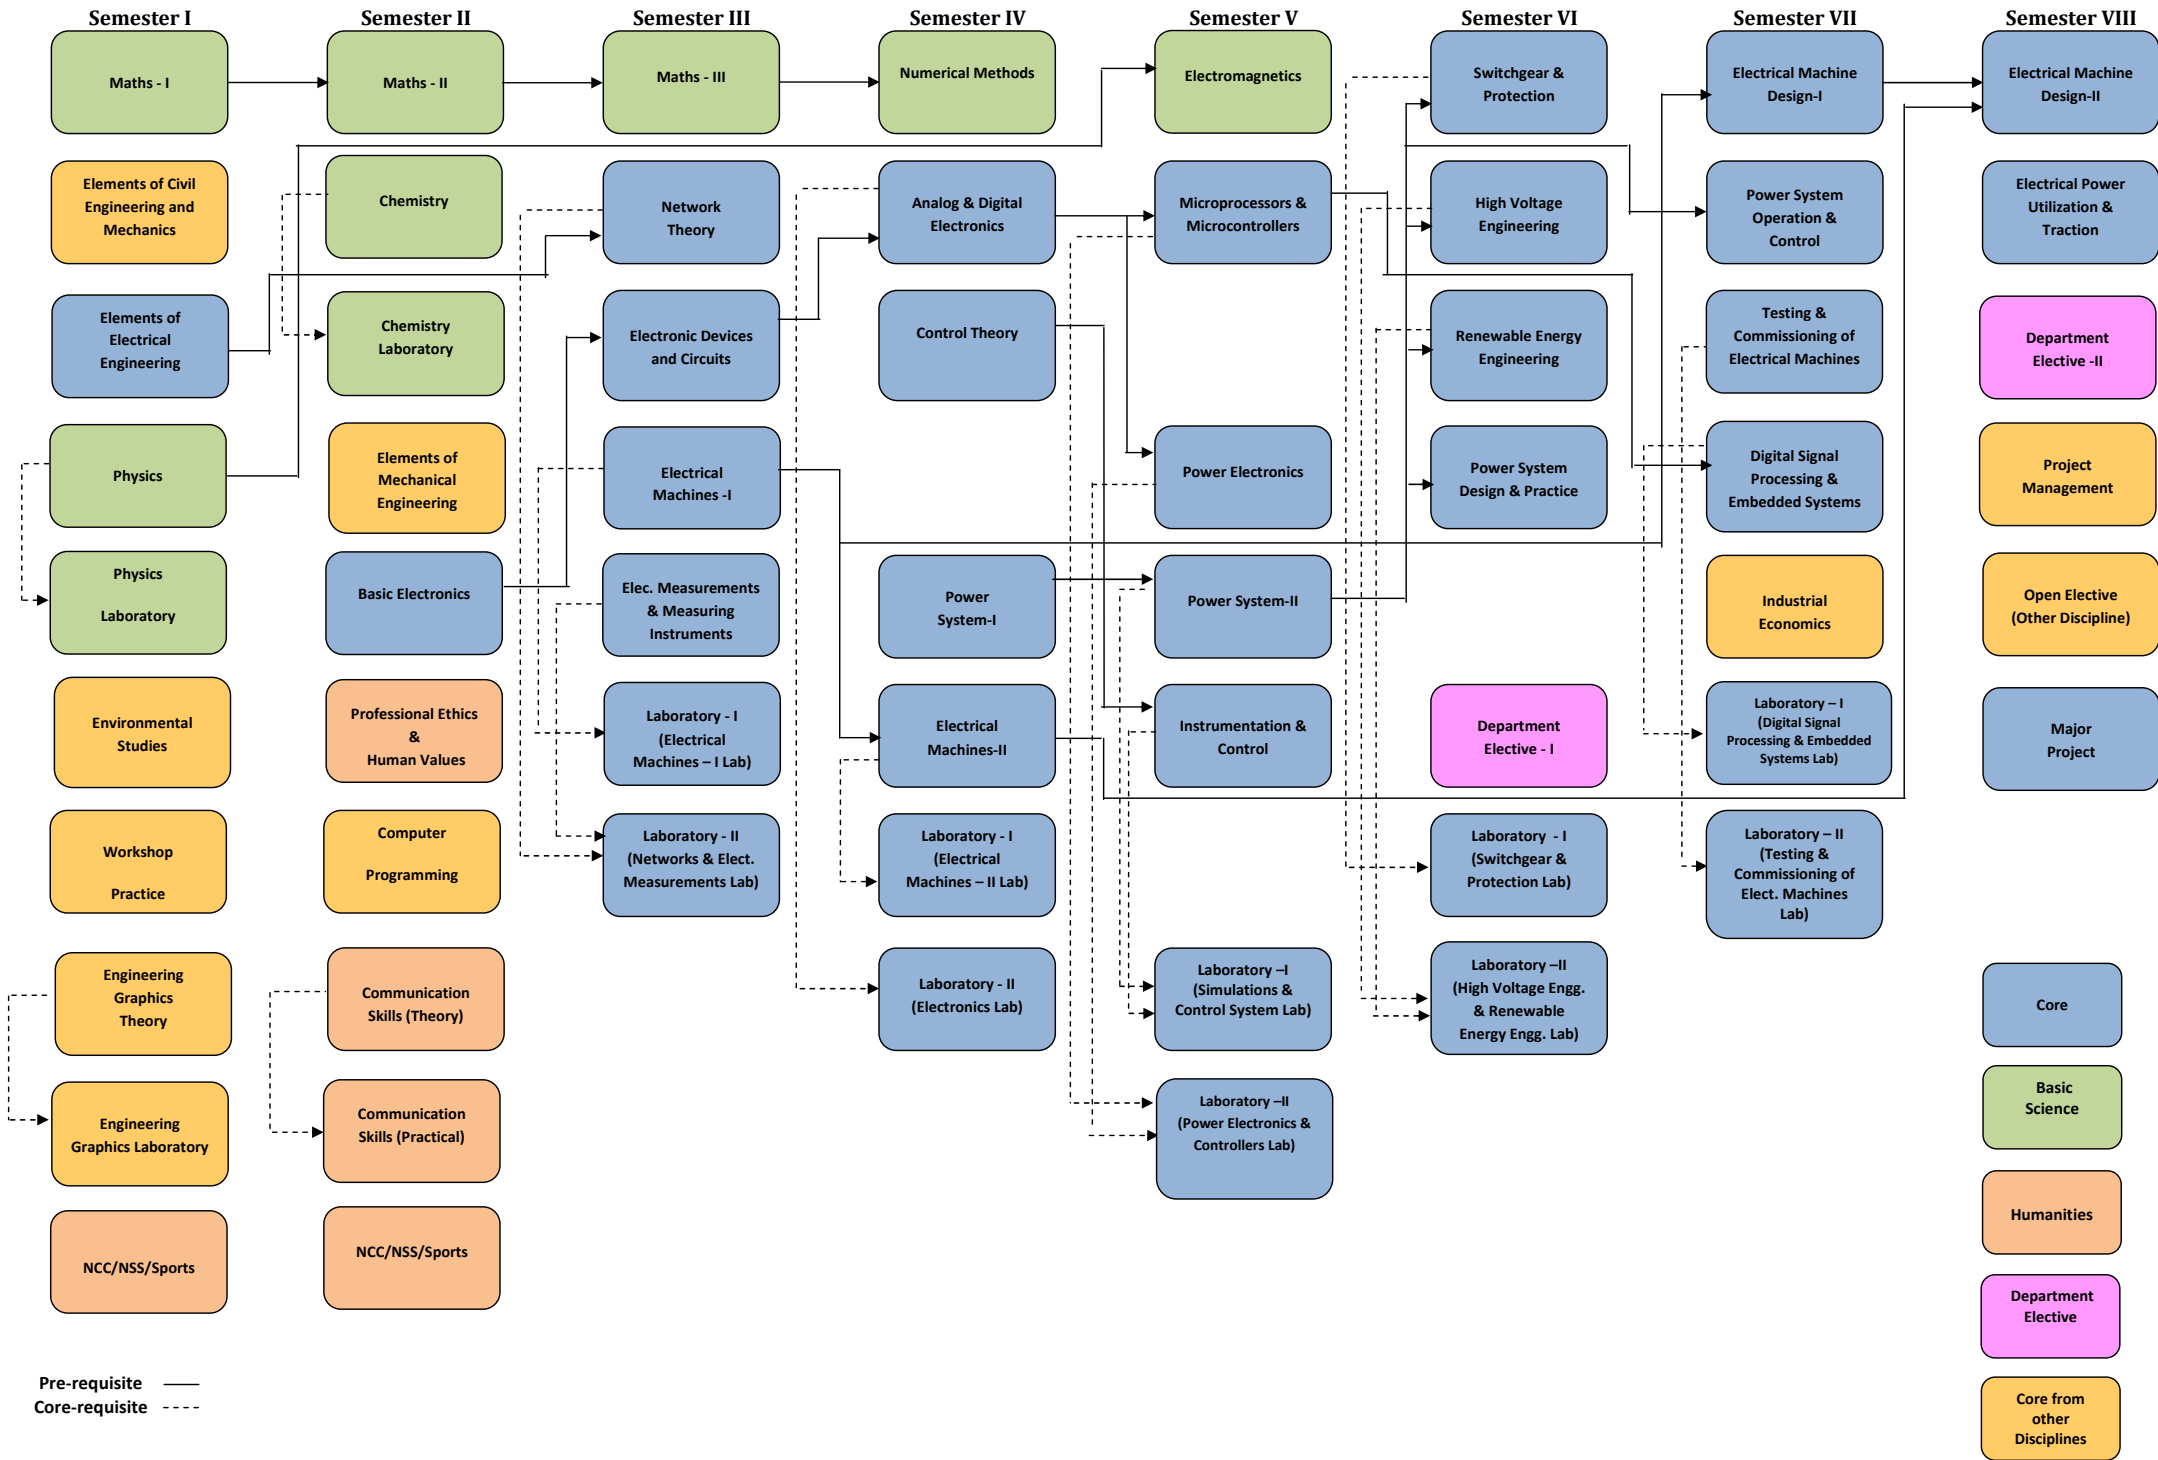 Semester I
Semester II
Semester III
Semester IV
Semester V
Semester VI
Semester VII
Semester VIII
Maths - I
Maths - II
Maths - III
Numerical Methods
Electromagnetics
Switchgear &
Protection
Electrical Machine
Design-I
Electrical Machine
Design-II
Elements of Civil
Engineering and
Mechanics
Chemistry
Network
Theory
Analog & Digital
Electronics
Microprocessors &
Microcontrollers
High Voltage
Engineering
Power System
Operation &
Control
Electrical Power
Utilization &
Traction
Elements of
Electrical
Engineering
Chemistry
Laboratory
Electronic Devices
and Circuits
Control Theory
Renewable Energy
Engineering
Testing &
Commissioning of
Electrical Machines
Department
Elective -II
Physics
Elements of
Mechanical
Engineering
Electrical
Machines -I
Power Electronics
Power System
Design & Practice
Digital Signal
Processing &
Embedded Systems
Project
Management
Physics
Laboratory
Basic Electronics
Elec. Measurements
& Measuring
Instruments
Power
System-I
Power System-II
Industrial
Economics
Open Elective
(Other Discipline)
Environmental
Studies
Professional Ethics
&
Human Values
Laboratory - I
(Electrical
Machines – I Lab)
Electrical
Machines-II
Instrumentation &
Control
Department
Elective - I
Laboratory – I
(Digital Signal
Processing & Embedded
Systems Lab)
Major
Project
Workshop
Practice
Computer
Programming
Laboratory - II
(Networks & Elect.
Measurements Lab)
Laboratory - I
(Electrical
Machines – II Lab)
Laboratory - I
(Switchgear &
Protection Lab)
Laboratory – II
(Testing &
Commissioning of
Elect. Machines
Lab)
Engineering
Graphics
Theory
Communication
Skills (Theory)
Laboratory - II
(Electronics Lab)
Laboratory –I
(Simulations &
Control System Lab)
Laboratory –II
(High Voltage Engg.
& Renewable
Energy Engg. Lab)
Core
Engineering
Graphics Laboratory
Communication
Skills (Practical)
Laboratory –II
(Power Electronics &
Controllers Lab)
Basic
Science
NCC/NSS/Sports
NCC/NSS/Sports
Humanities
Department
Elective
Pre-requisite
Core-requisite
Core from
other
Disciplines